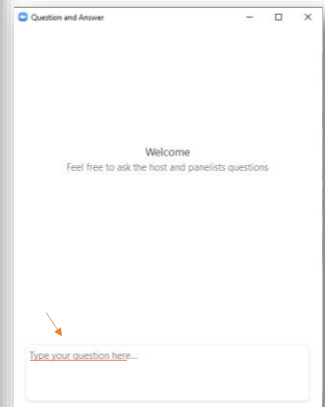 Question and Answer
Welcome
Feel free to ask the host and panelists questions
Type your question here...